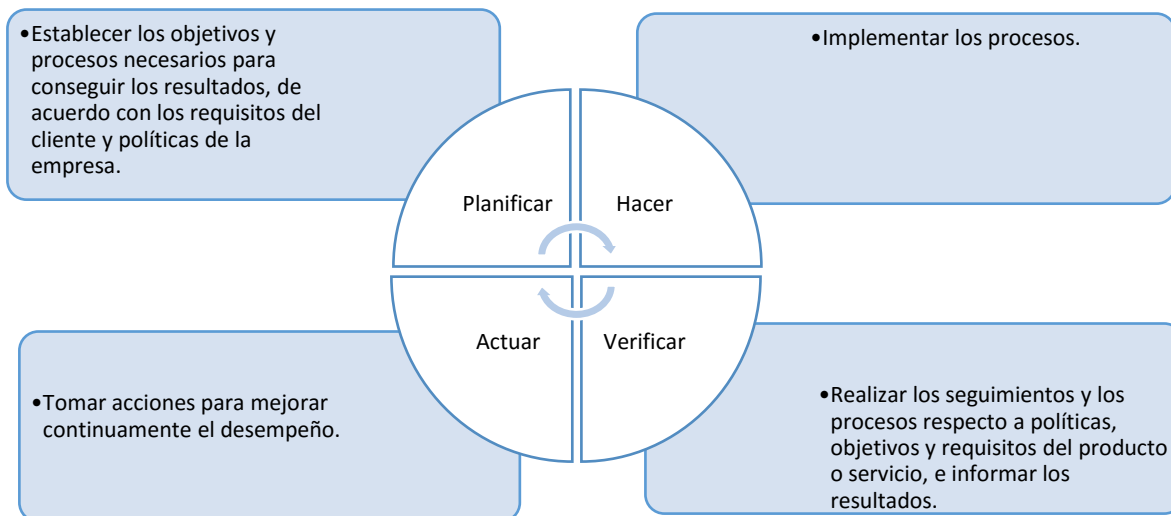 •Establecer los objetivos y
procesos necesarios para
conseguir los resultados, de
acuerdo con los requisitos del
cliente y políticas de la
empresa.
•Implementar los procesos.
Planificar
Hacer
Actuar
Verificar
•Tomar acciones para mejorar
continuamente el desempeño.
•Realizar los seguimientos y los
procesos respecto a políticas,
objetivos y requisitos del producto
o servicio, e informar los
resultados.